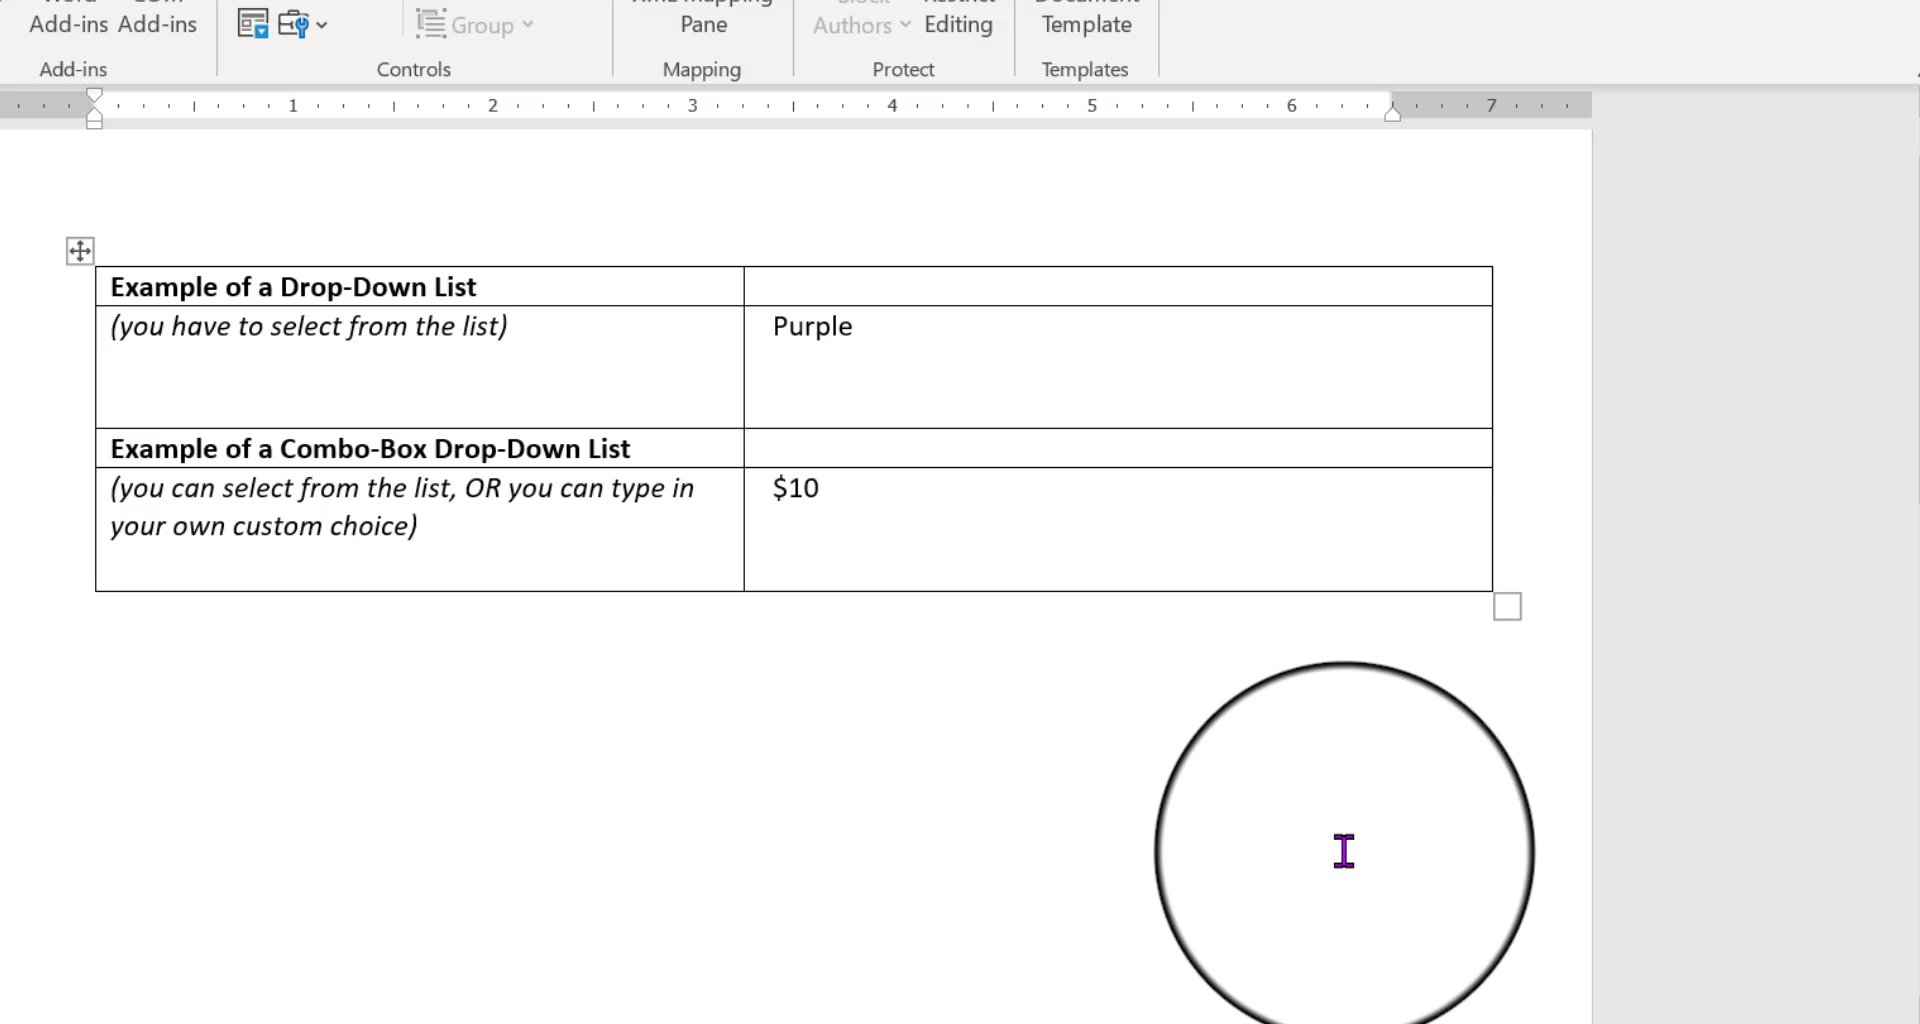 Add-ins Add-ins Group Pane Authors Editing Template
Add-ins Controls Mapping Protect Templates
1 2 3 4 5 6 7
Example of a Drop-Down List
(you have to select from the list) Purple
Example of a Combo-Box Drop-Down List
(you can select from the list, OR you can type in $10
your own custom choice)